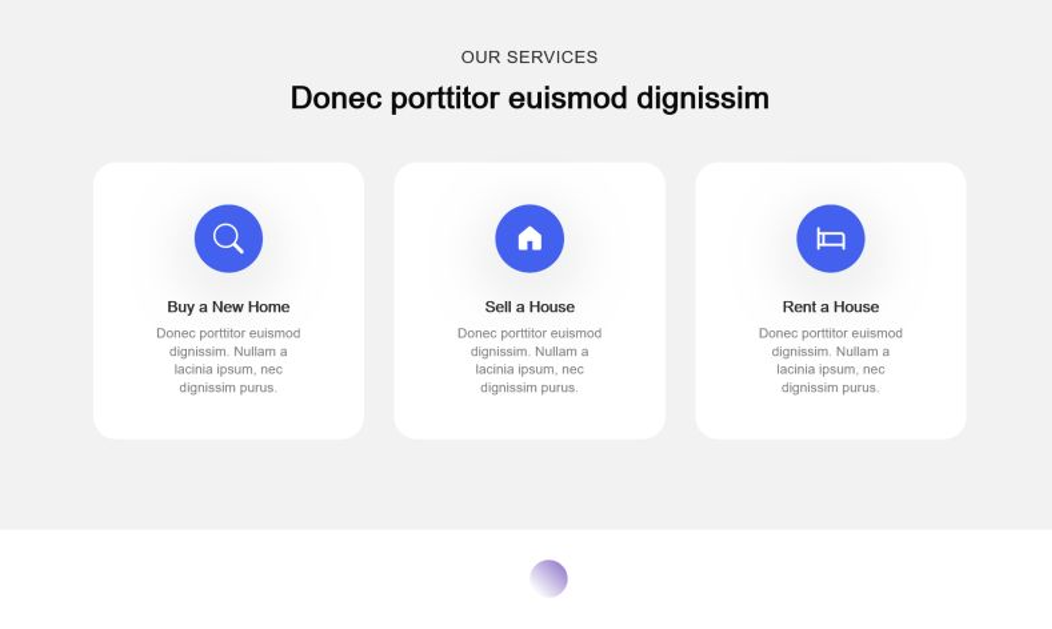 OUR SERVICES
Donec porttitor euismod dignissim
Buy a New Home
Donec porttitor euismod
dignissim. Nullam a
lacinia ipsum, nec
dignissim purus.
Sell a House
Donec porttitor euismod
dignissim. Nullam a
lacinia ipsum, nec
dignissim purus.
Rent a House
Donec porttitor euismod
dignissim. Nullam a
lacinia ipsum, nec
dignissim purus.